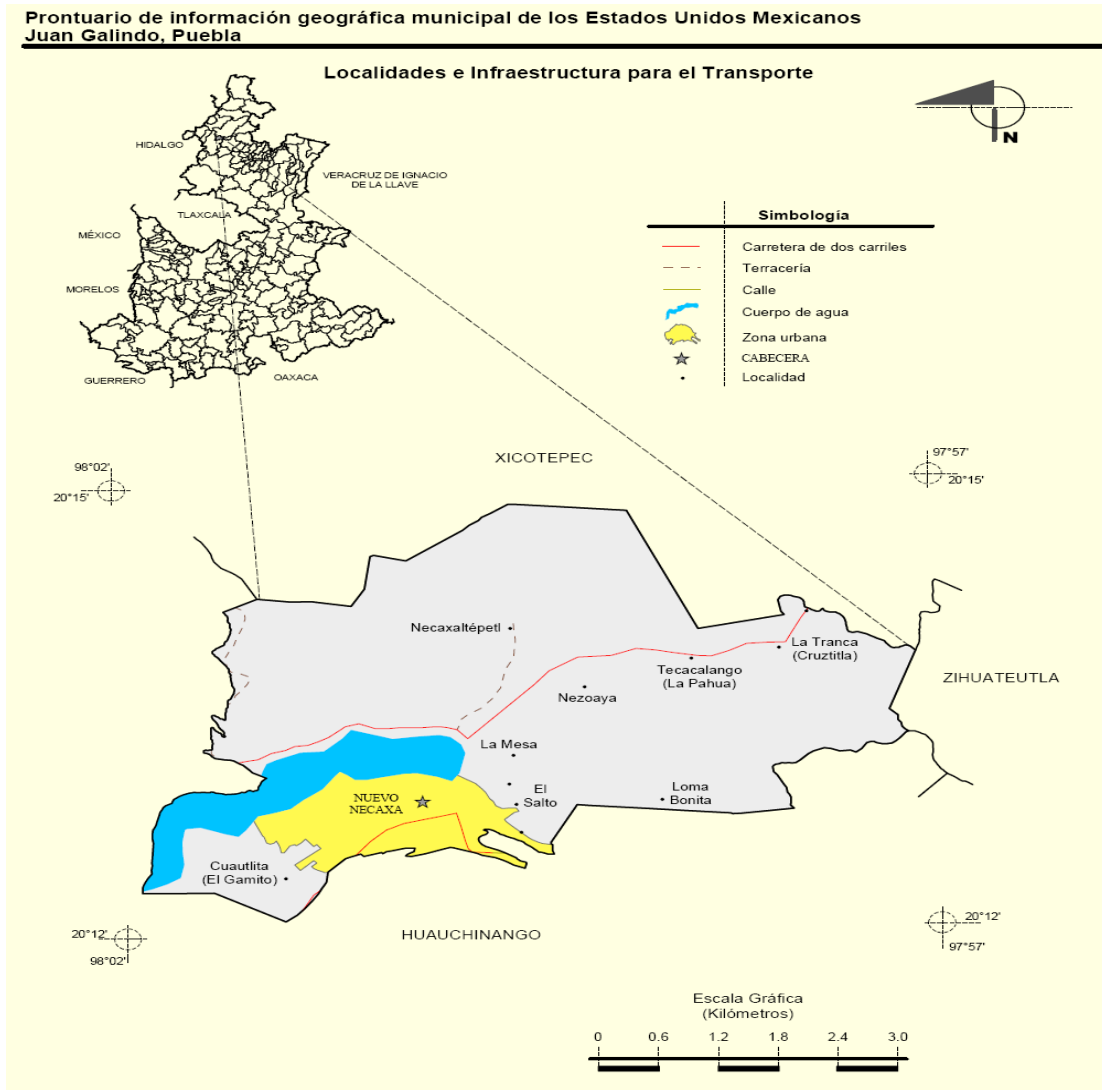 Prontuario de información geográfica municipal de los Estados Unidos Mexicanos
Juan Galindo, Puebla
Localidades e Infraestructura para el Transporte
N
HIDALGO
VERACRUZ DE IGNACIO
DE LA LLAVE
TLAXCALA
MÉXICO
MORELOS
GUERRERO
OAXACA
Simbología
Carretera de dos carriles
Terracería
Calle
Cuerpo de agua
Zona urbana
CABECERA
Localidad
XICOTEPEC
98°02'
20°15'
97°57'
20°15'
Necaxaltépetl
La Tranca
(Cruztitla)
Tecacalango
(La Pahua)
Nezoaya
ZIHUATEUTLA
La Mesa
El
Salto
Loma
Bonita
NUEVO
NECAXA
Cuautlita
(El Gamito)
20°12'
98°02'
HUAUCHINANGO
20°12'
97°57'
Escala Gráfica
(Kilómetros)
0 0.6 1.2 1.8 2.4 3.0